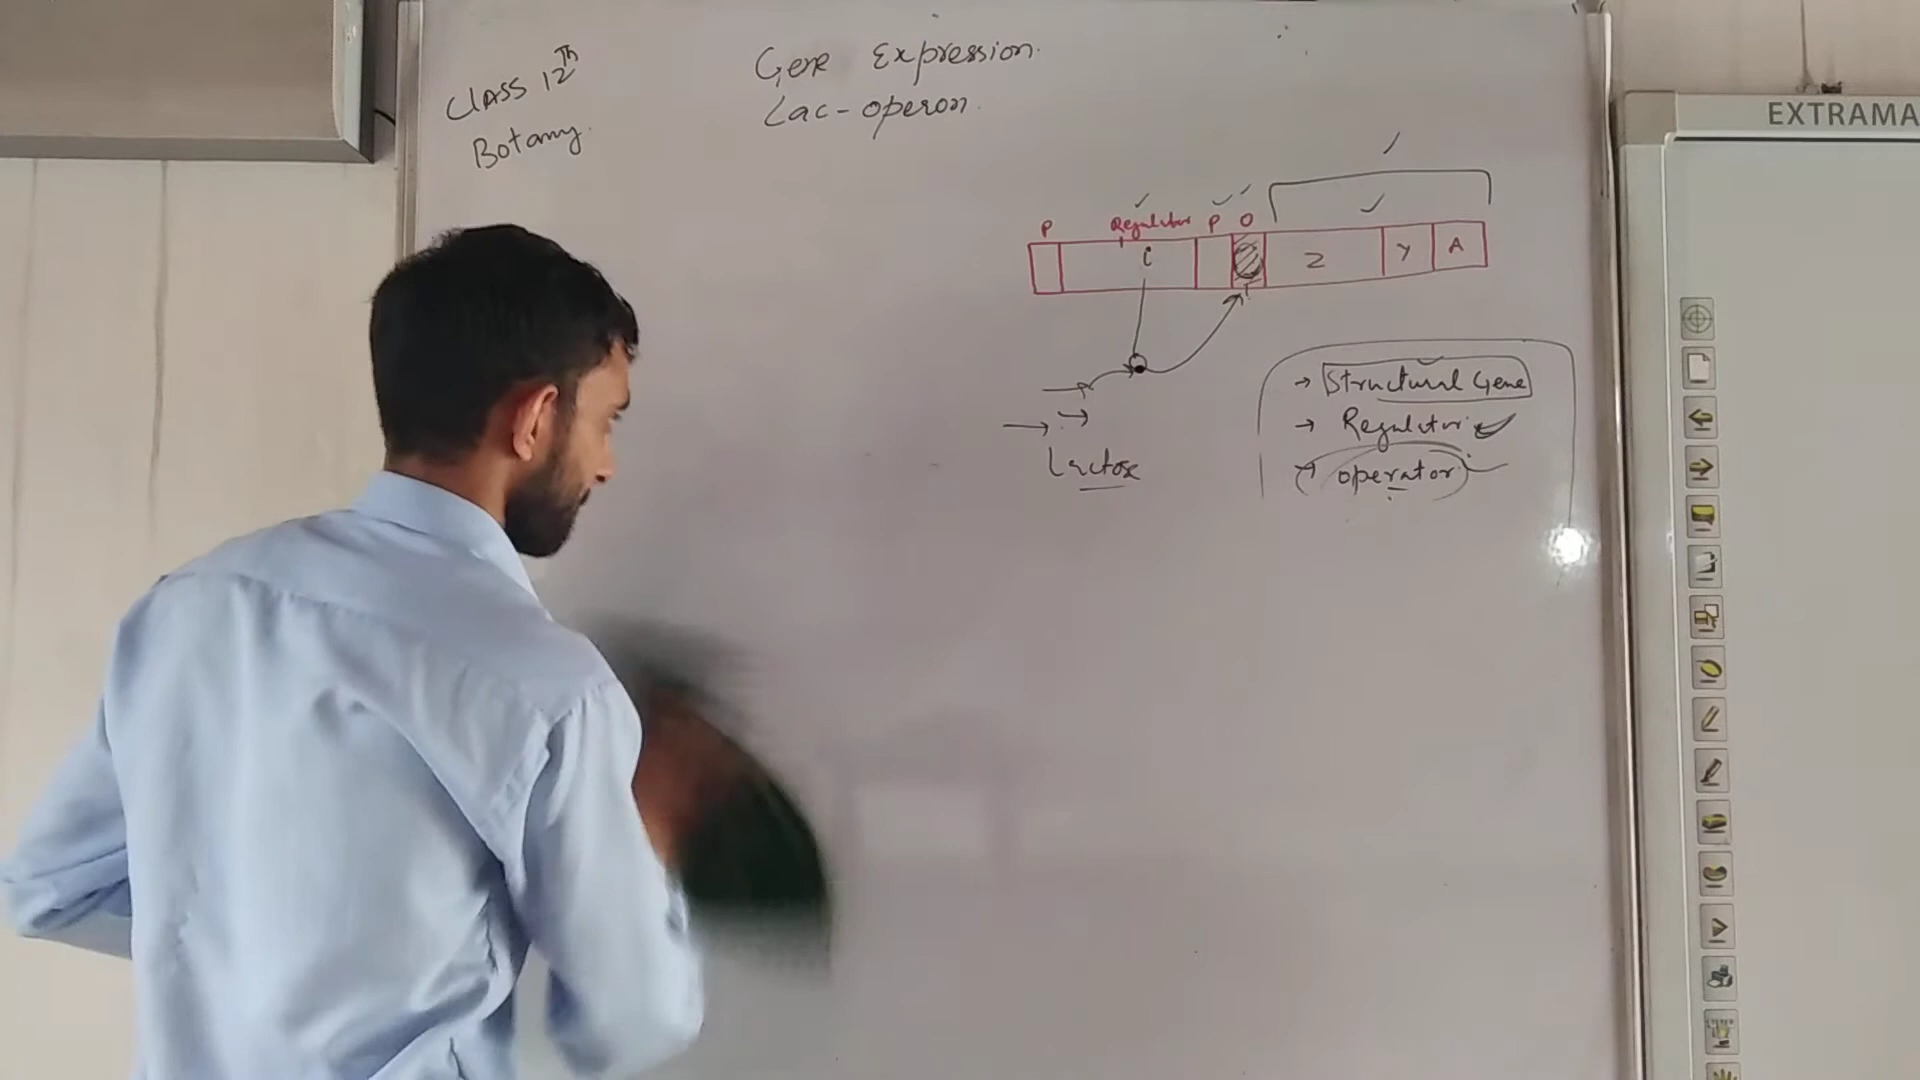 Class 12th
Botany.
Gene Expression.
Lac-operon.
P Regulator P O
i Z Y A
→ Structural Gene
→ Regulator
→ operator
Lactose
EXTRAMA